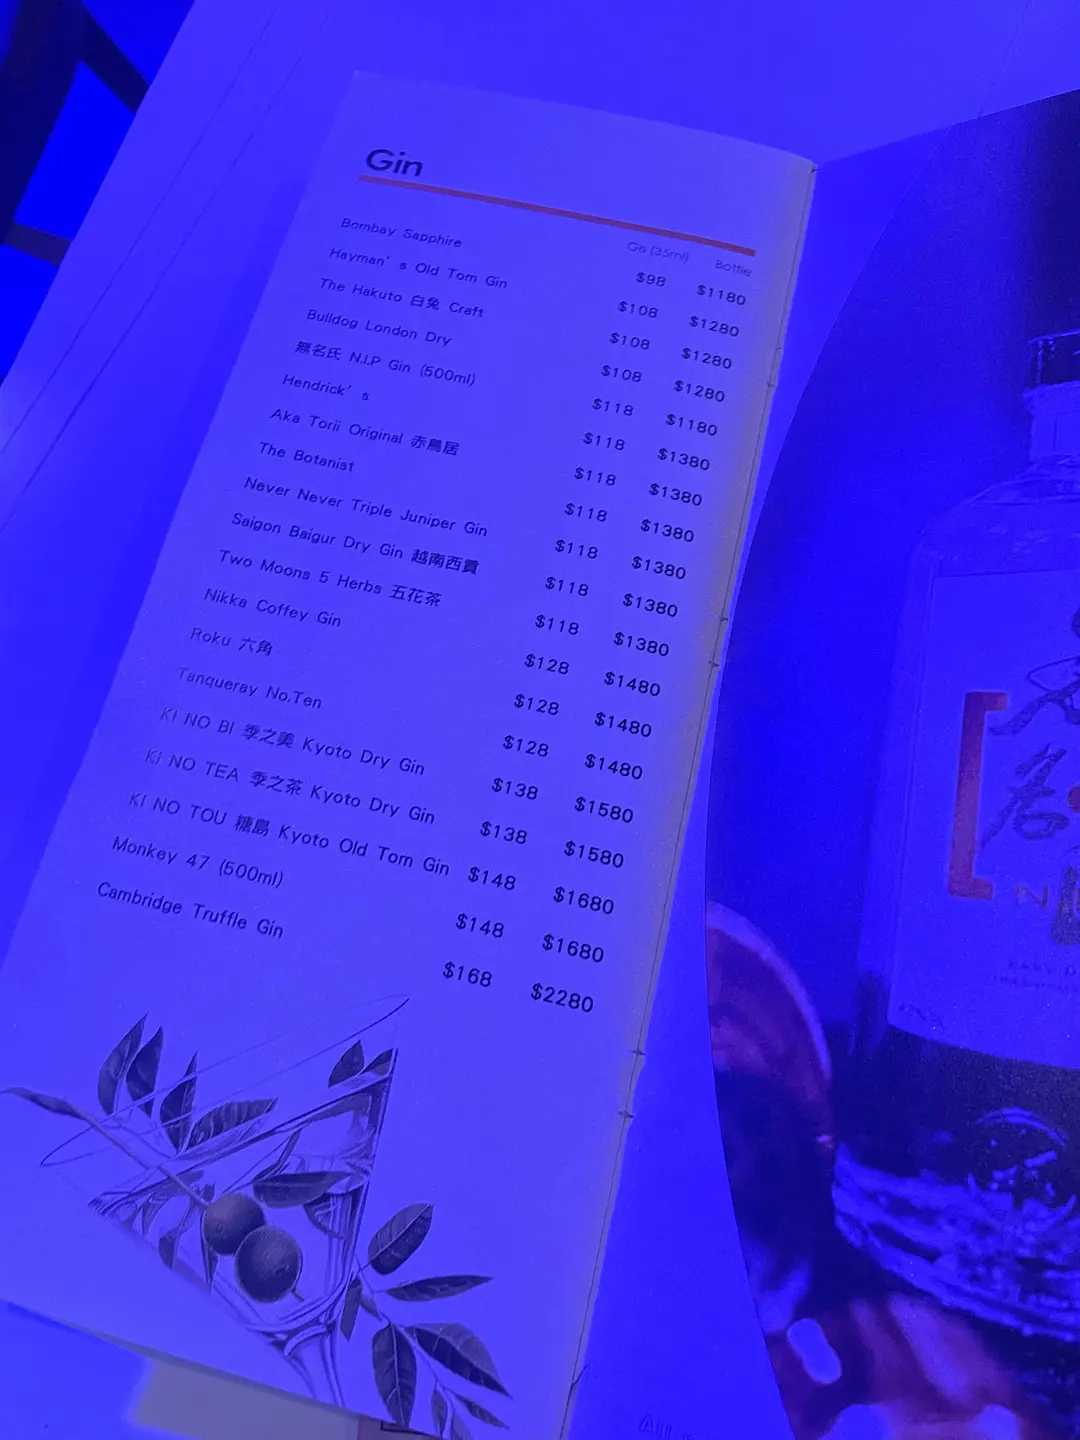 Gin
Gls (35ml) Bottle
Bombay Sapphire $98 $1180
Hayman's Old Tom Gin $108 $1280
The Hakuto 白兔 Craft $108 $1280
Bulldog London Dry $108 $1280
無名氏 N.I.P Gin (500ml) $118 $1180
Hendrick's $118 $1380
Aka Torii Original 赤鳥居 $118 $1380
The Botanist $118 $1380
Never Never Triple Juniper Gin $118 $1380
Saigon Baigur Dry Gin 越南西貢 $118 $1380
Two Moons 5 Herbs 五花茶 $118 $1380
Nikka Coffey Gin $128 $1480
Roku 六角 $128 $1480
Tanqueray No.Ten $128 $1480
KI NO BI 季之美 Kyoto Dry Gin $138 $1580
KI NO TEA 季之茶 Kyoto Dry Gin $138 $1580
KI NO TOU 糖島 Kyoto Old Tom Gin $148 $1680
Monkey 47 (500ml) $148 $1680
Cambridge Truffle Gin $168 $2280